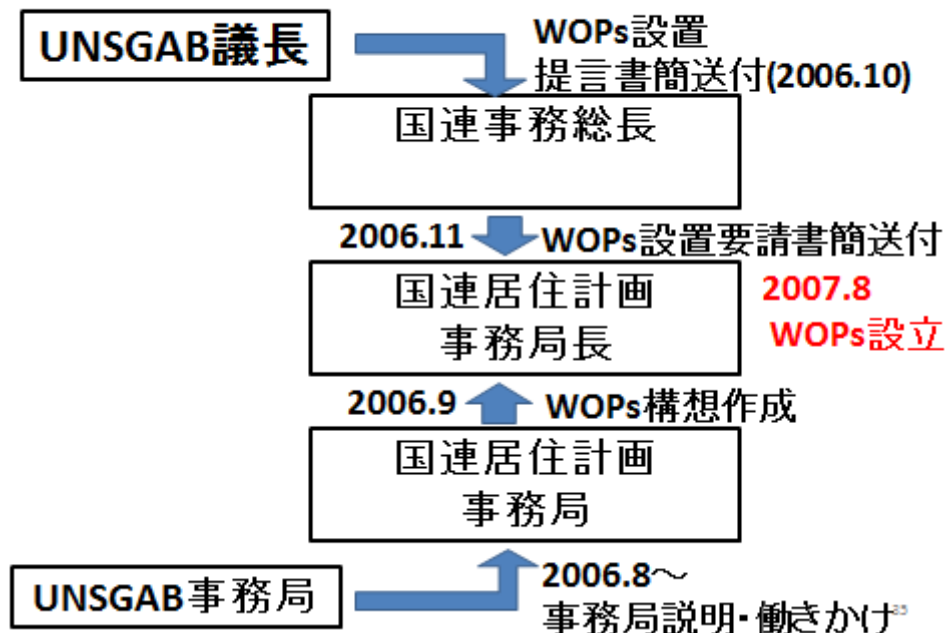 UNSGAB議長
WOPs設置
提言書簡送付(2006.10)
国連事務総長
2006.11
WOPs設置要請書簡送付
国連居住計画
事務局長
2007.8
WOPs設立
2006.9
WOPs構想作成
国連居住計画
事務局
UNSGAB事務局
2006.8～
事務局説明・働きかけ
35